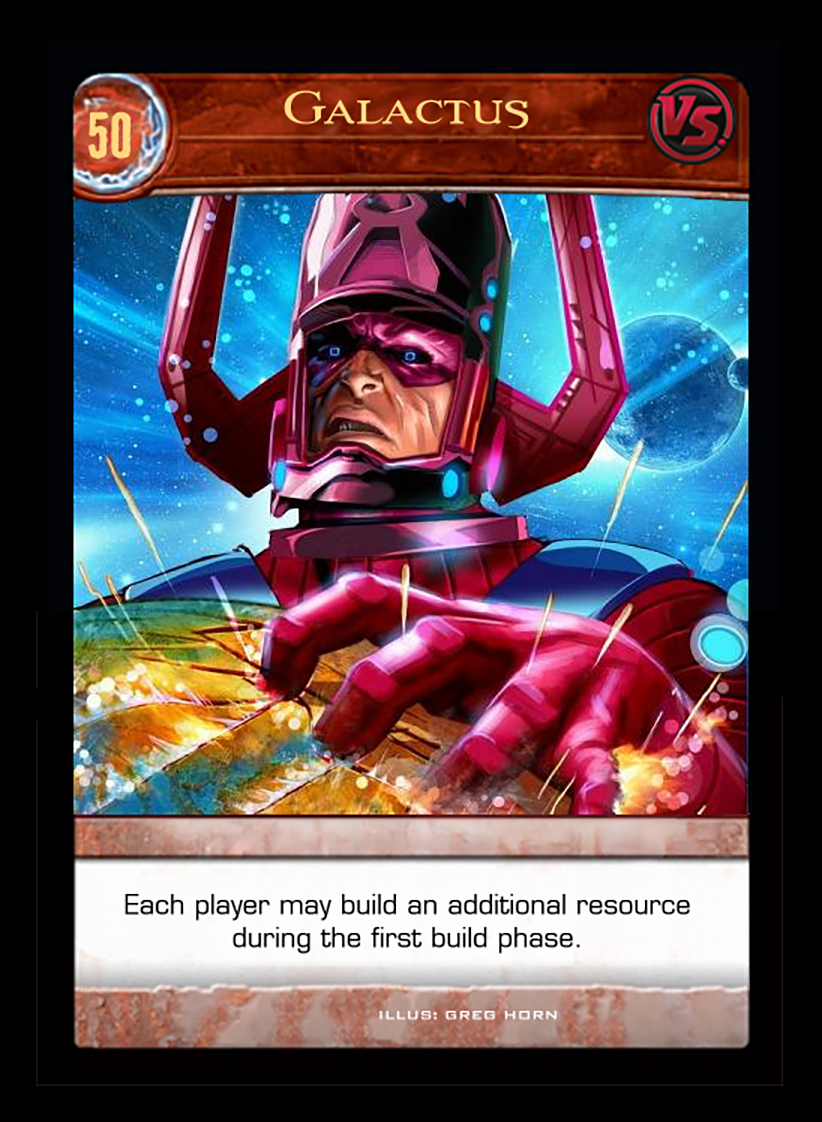 50
GALACTUS
VS.
Each player may build an additional resource
during the first build phase.
ILLUS: GREG HORN